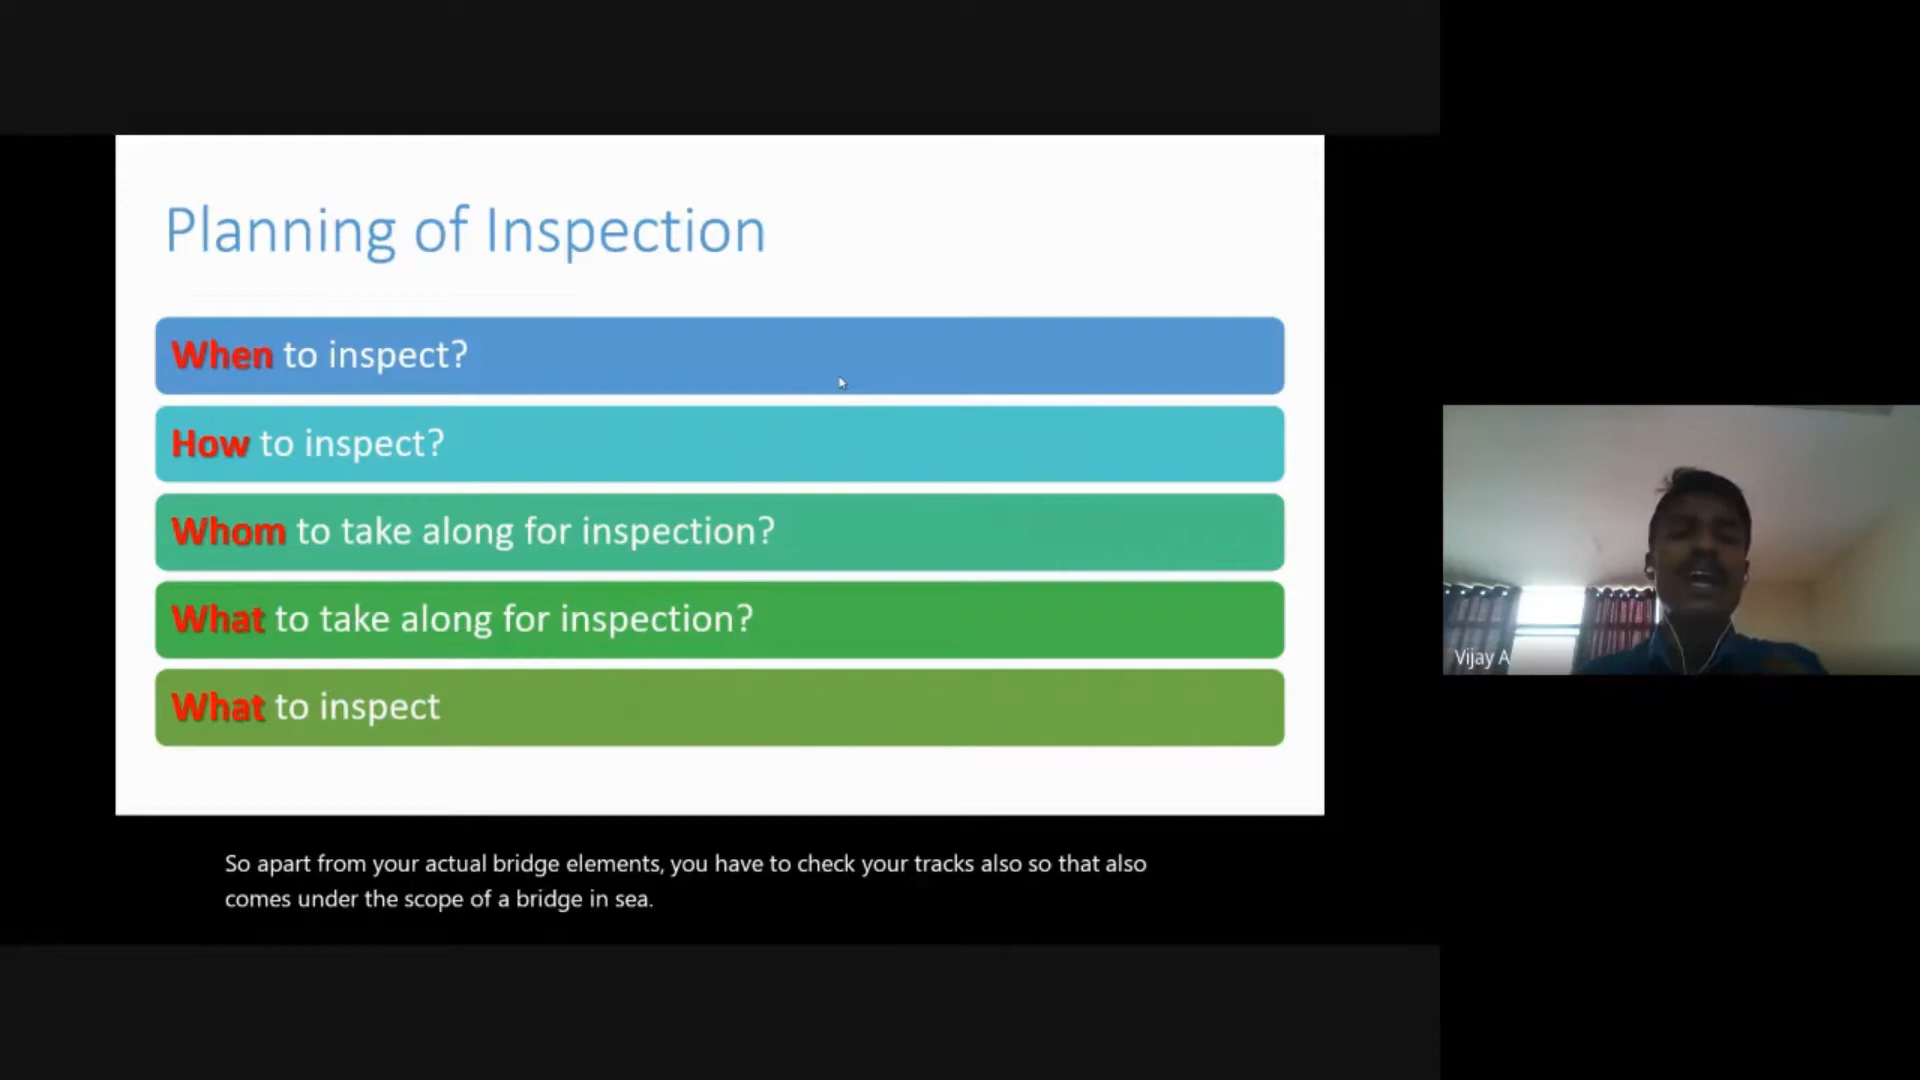 Planning of Inspection
When to inspect?
How to inspect?
Whom to take along for inspection?
What to take along for inspection?
What to inspect
Vijay A
So apart from your actual bridge elements, you have to check your tracks also so that also
comes under the scope of a bridge in sea.